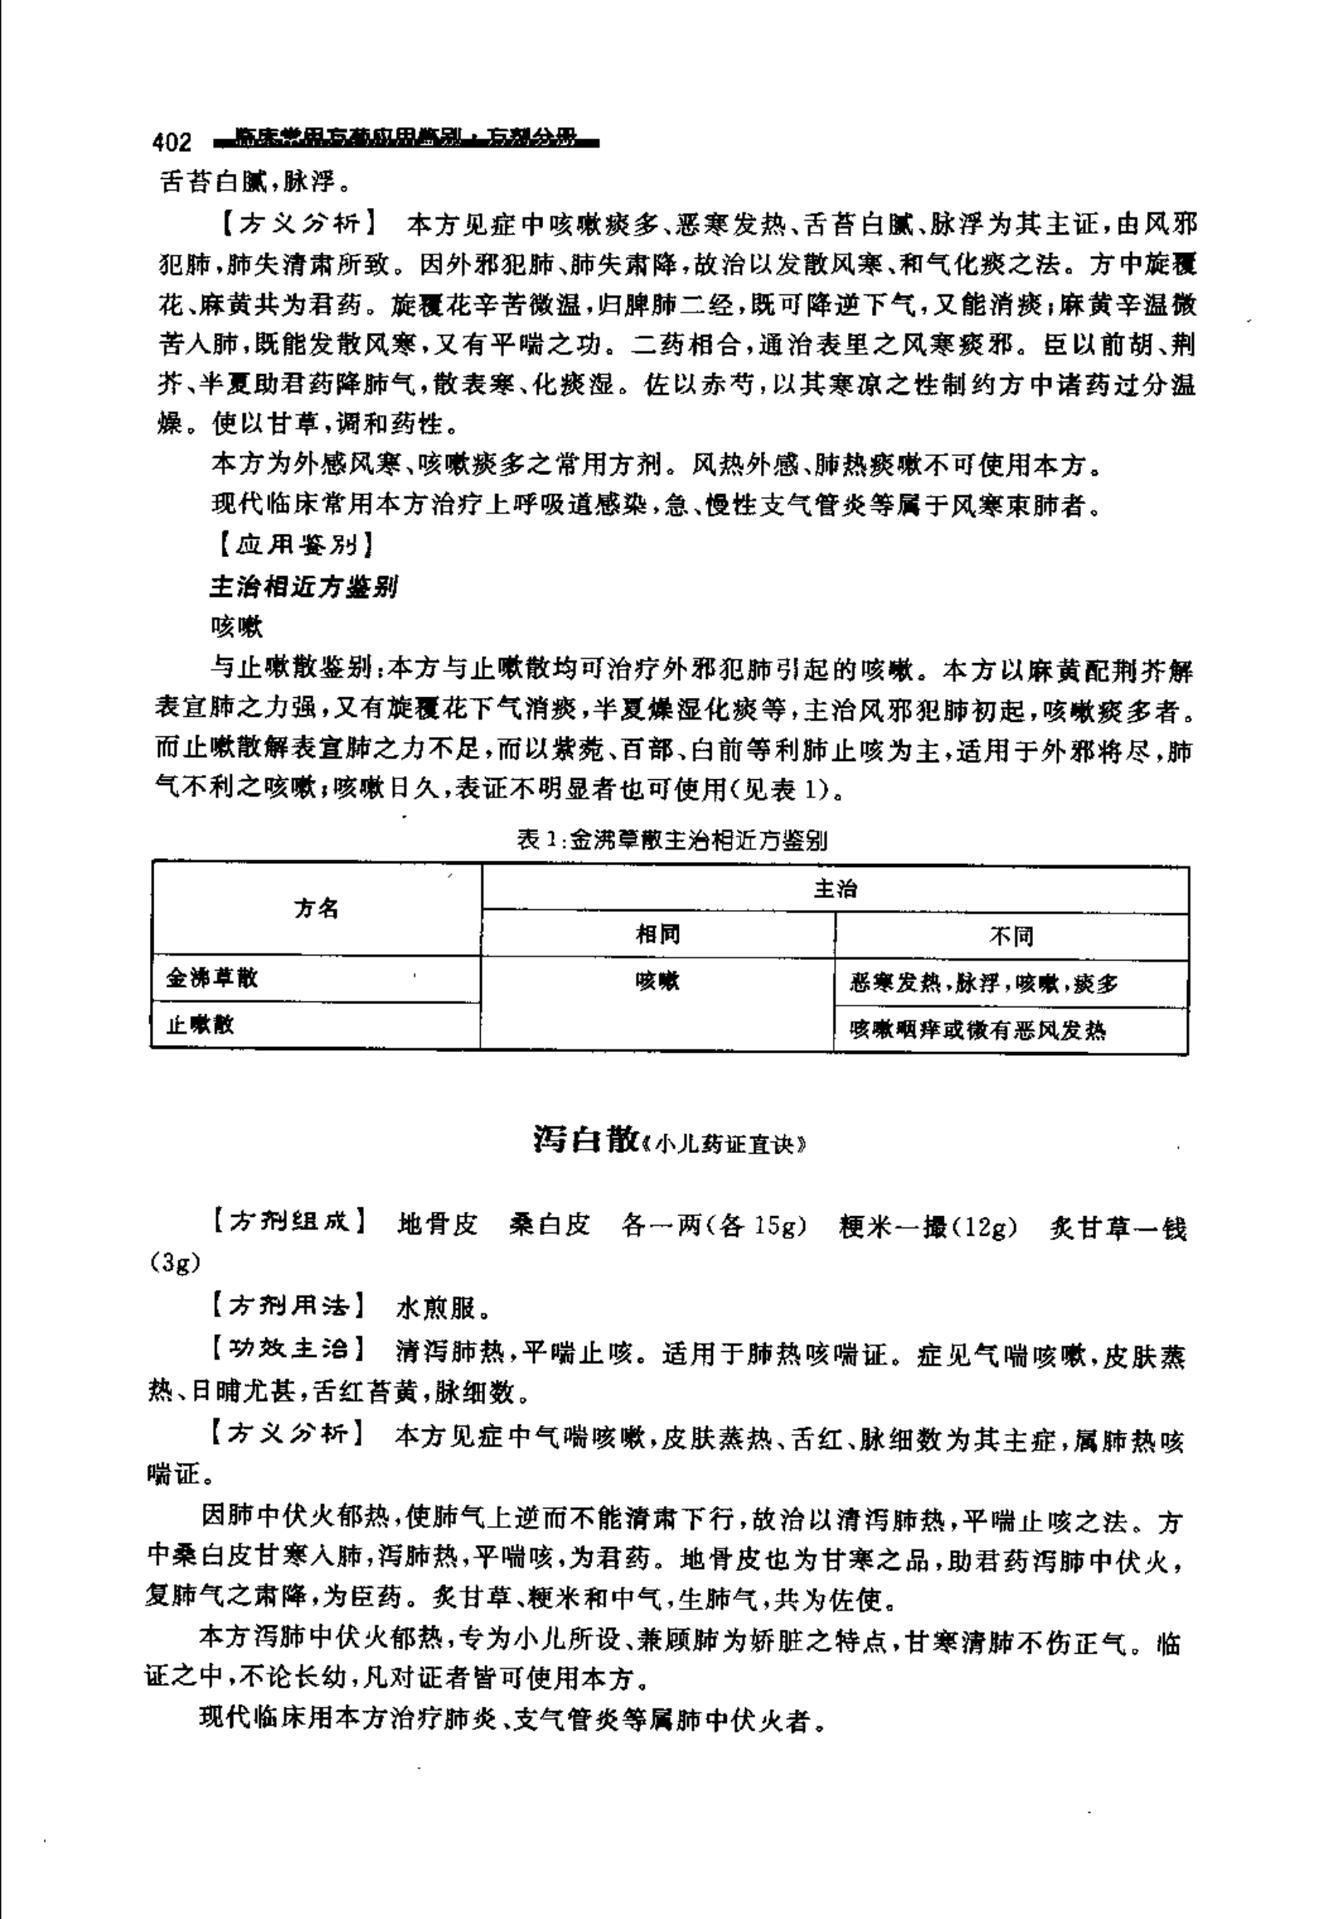 402 临床常用方药应用鉴别·方剂分册
舌苔白腻,脉浮。
【方义分析】 本方见症中咳嗽痰多、恶寒发热、舌苔白腻、脉浮为其主证,由风邪
犯肺,肺失清肃所致。因外邪犯肺、肺失肃降,故治以发散风寒、和气化痰之法。方中旋覆
花、麻黄共为君药。旋覆花辛苦微温,归脾肺二经,既可降逆下气,又能消痰;麻黄辛温微
苦人肺,既能发散风寒,又有平喘之功。二药相合,通治表里之风寒痰邪。臣以前胡、荆
芥、半夏助君药降肺气,散表寒、化痰湿。佐以赤芍,以其寒凉之性制约方中诸药过分温
燥。使以甘草,调和药性。
本方为外感风寒、咳嗽痰多之常用方剂。风热外感、肺热痰嗽不可使用本方。
现代临床常用本方治疗上呼吸道感染,急、慢性支气管炎等属于风寒束肺者。
【应用鉴别】
主治相近方鉴别
咳嗽
与止嗽散鉴别:本方与止嗽散均可治疗外邪犯肺引起的咳嗽。本方以麻黄配荆芥解
表宣肺之力强,又有旋覆花下气消痰,半夏燥湿化痰等,主治风邪犯肺初起,咳嗽痰多者。
而止嗽散解表宣肺之力不足,而以紫菀、百部、白前等利肺止咳为主,适用于外邪将尽,肺
气不利之咳嗽;咳嗽日久,表证不明显者也可使用(见表 1)。
表 1:金沸草散主治相近方鉴别
方名
主治
相同
不同
金沸草散
咳嗽
恶寒发热,脉浮,咳嗽,痰多
止嗽散
咳嗽咽痒或微有恶风发热
泻白散《小儿药证直诀》
【方剂组成】 地骨皮 桑白皮 各一两(各 15g) 粳米一撮(12g) 炙甘草一钱
(3g)
【方剂用法】 水煎服。
【功效主治】 清泻肺热,平喘止咳。适用于肺热咳喘证。症见气喘咳嗽,皮肤蒸
热、日晡尤甚,舌红苔黄,脉细数。
【方义分析】 本方见症中气喘咳嗽,皮肤蒸热、舌红、脉细数为其主症,属肺热咳
喘证。
因肺中伏火郁热,使肺气上逆而不能清肃下行,故治以清泻肺热,平喘止咳之法。方
中桑白皮甘寒人肺,泻肺热,平喘咳,为君药。地骨皮也为甘寒之品,助君药泻肺中伏火,
复肺气之肃降,为臣药。炙甘草、粳米和中气,生肺气,共为佐使。
本方泻肺中伏火郁热,专为小儿所设、兼顾肺为娇脏之特点,甘寒清肺不伤正气。临
证之中,不论长幼,凡对证者皆可使用本方。
现代临床用本方治疗肺炎、支气管炎等属肺中伏火者。